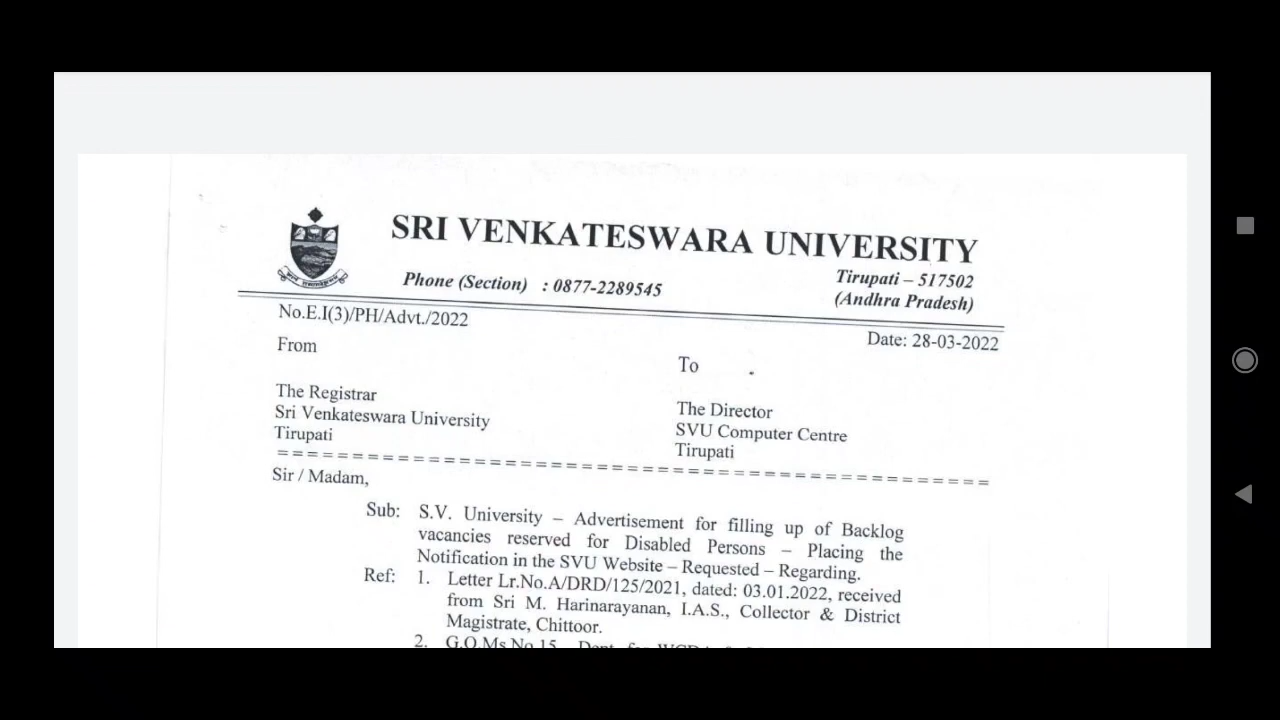 SRI VENKATESWARA UNIVERSITY
Phone (Section) : 0877-2289545
Tirupati – 517502
(Andhra Pradesh)
No.E.I(3)/PH/Advt./2022
Date: 28-03-2022
From
To
The Registrar
Sri Venkateswara University
Tirupati
The Director
SVU Computer Centre
Tirupati
=============================================
Sir / Madam,
Sub: S.V. University – Advertisement for filling up of Backlog
vacancies reserved for Disabled Persons – Placing the
Notification in the SVU Website – Requested – Regarding.
Ref: 1. Letter Lr.No.A/DRD/125/2021, dated: 03.01.2022, received
from Sri M. Harinarayanan, I.A.S., Collector & District
Magistrate, Chittoor.
2. G.O.Ms.No.15